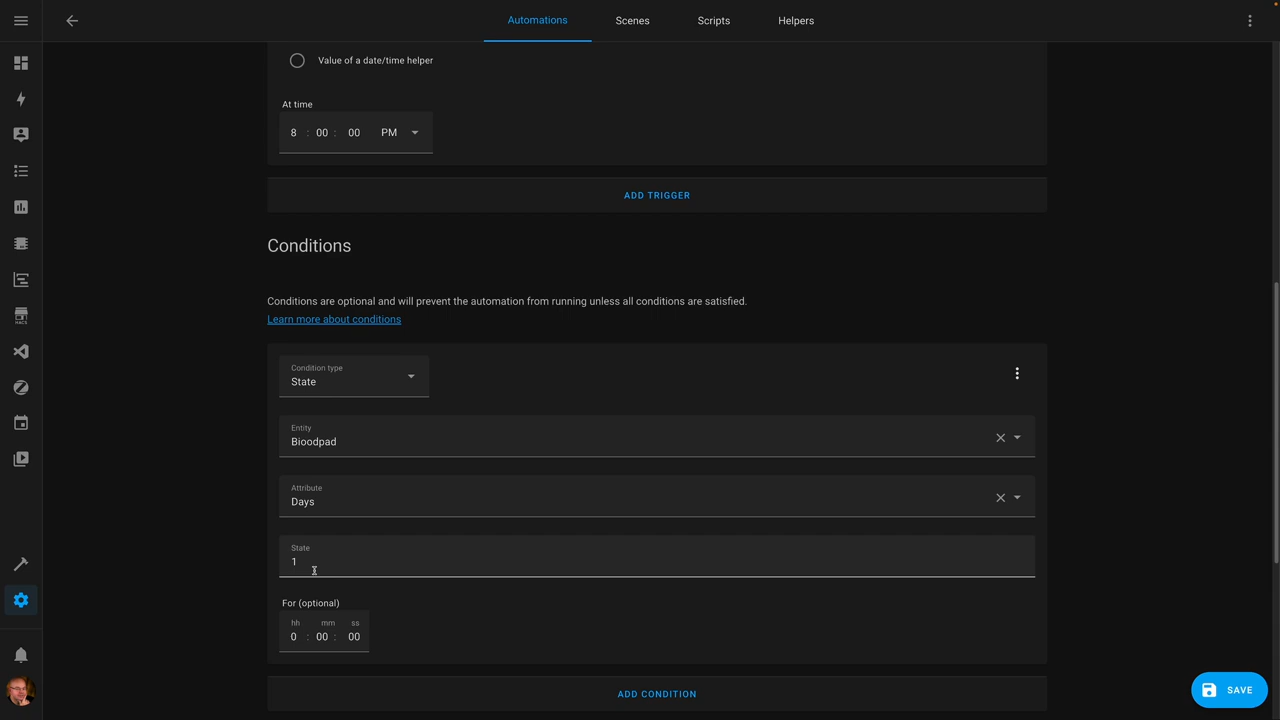 Automations
Scenes
Scripts
Helpers
Value of a date/time helper
At time
8 : 00 : 00 PM
ADD TRIGGER
Conditions
Conditions are optional and will prevent the automation from running unless all conditions are satisfied.
Learn more about conditions
Condition type
State
Entity
Bioodpad
Attribute
Days
State
1
For (optional)
hh mm ss
0 : 00 : 00
ADD CONDITION
SAVE
HACS